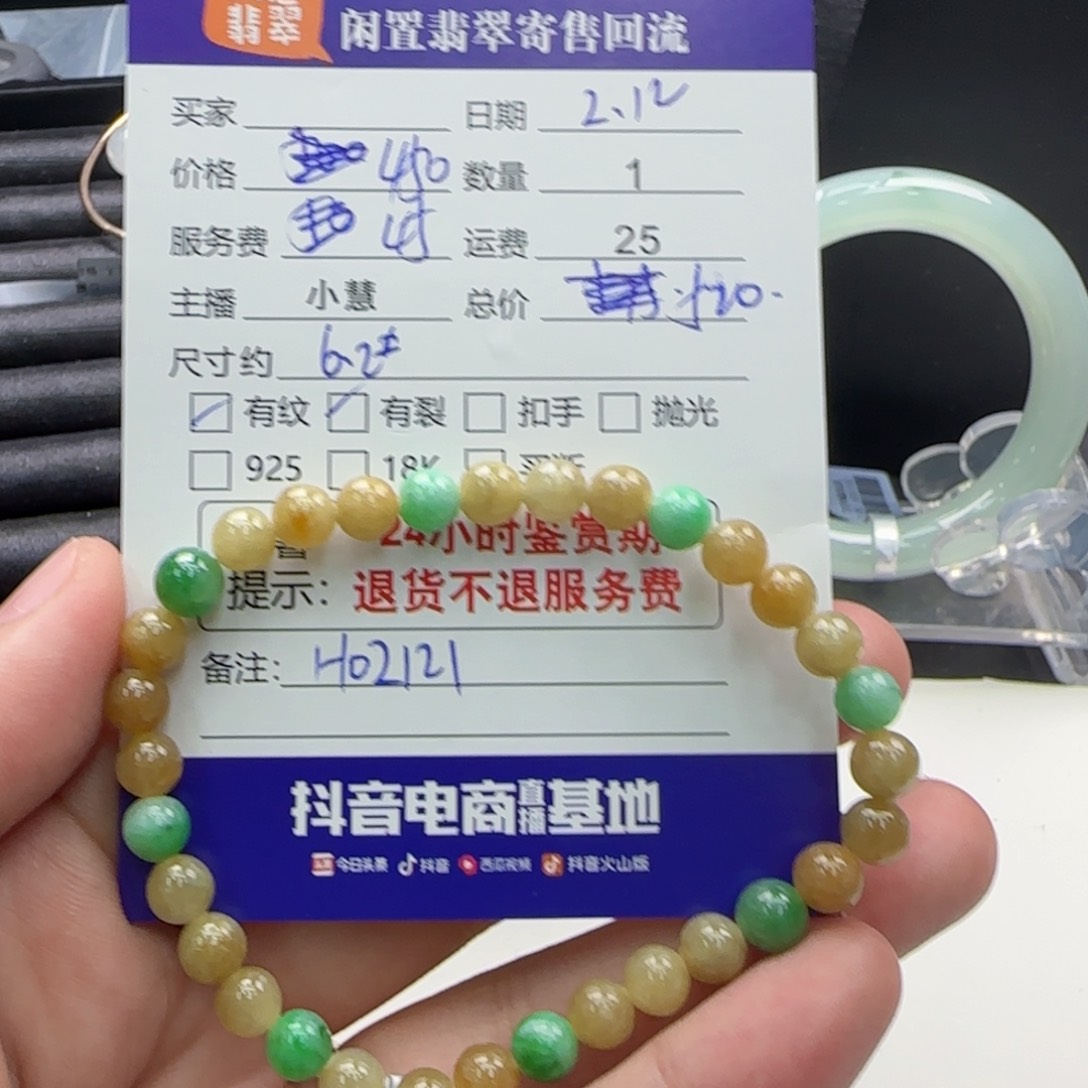 翡翠 闲置翡翠寄售回流
买家 日期 2.12
价格 450 数量 1
服务费 45 运费 25
主播 小慧 总价 520.
尺寸约 6.2#
有纹 有裂 扣手 抛光
925 18K 买断
24小时鉴赏期
提示：退货不退服务费
备注：H02121
抖音电商直播基地
今日头条 抖音 西瓜视频 抖音火山版